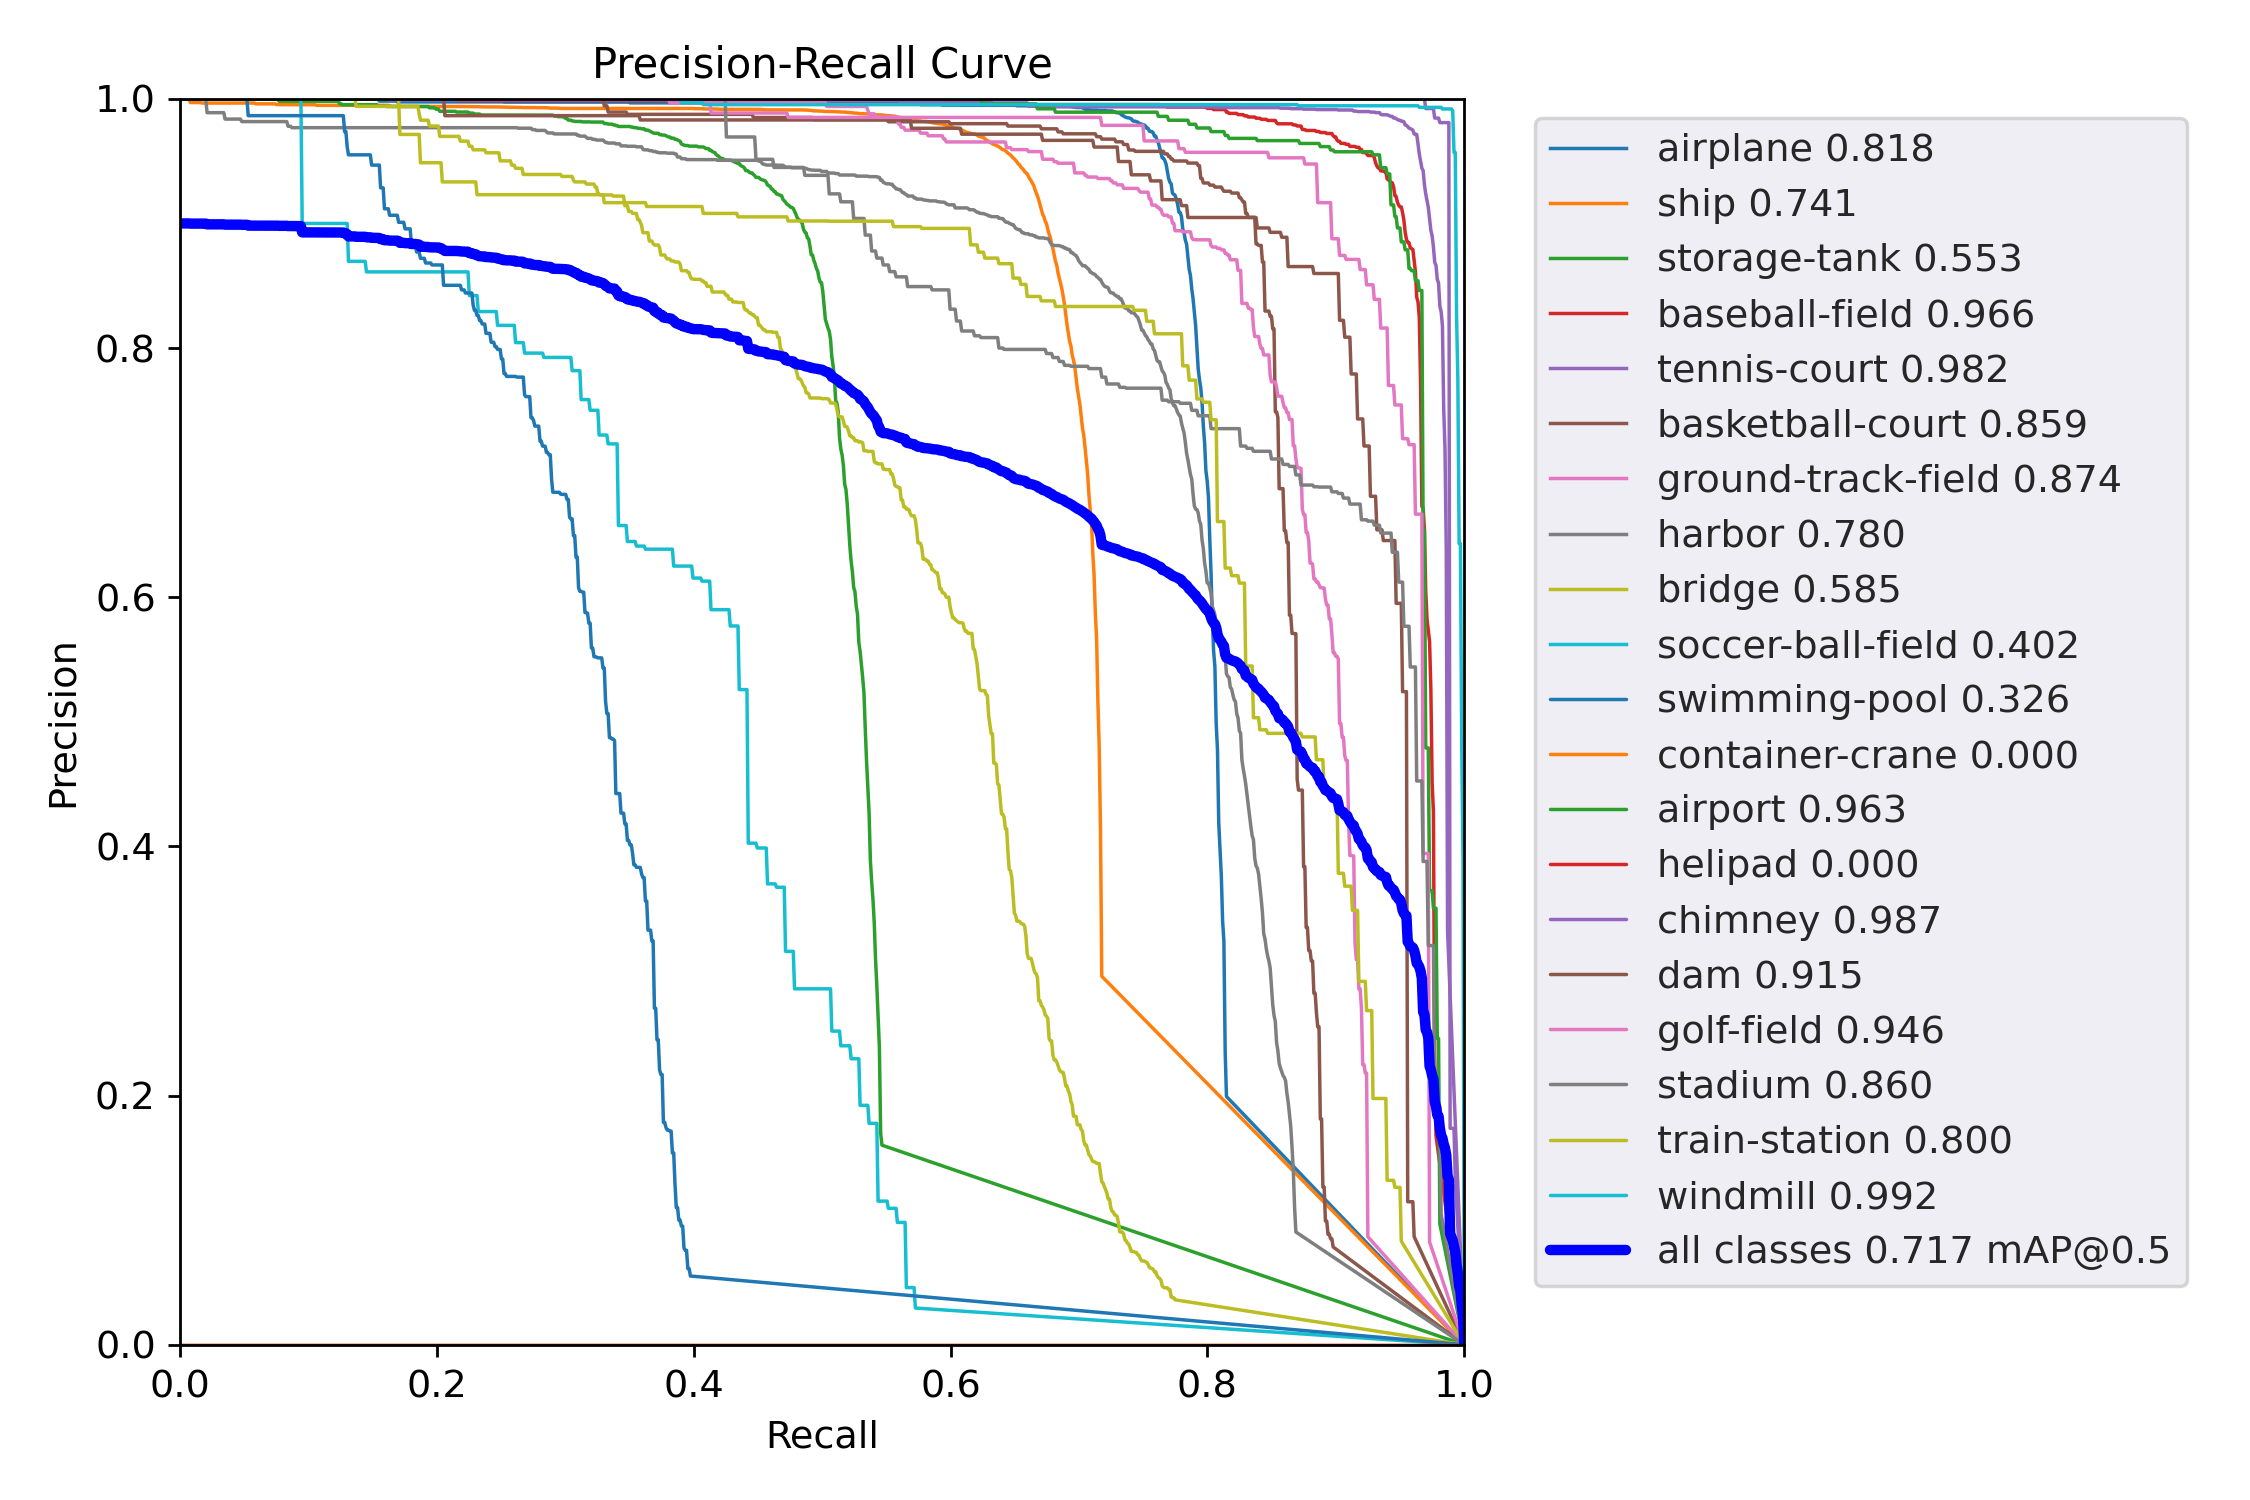 Precision-Recall Curve
1.0
0.8
0.6
0.4
0.2
0.0
Precision
0.0 0.2 0.4 0.6 0.8 1.0
Recall
airplane 0.818
ship 0.741
storage-tank 0.553
baseball-field 0.966
tennis-court 0.982
basketball-court 0.859
ground-track-field 0.874
harbor 0.780
bridge 0.585
soccer-ball-field 0.402
swimming-pool 0.326
container-crane 0.000
airport 0.963
helipad 0.000
chimney 0.987
dam 0.915
golf-field 0.946
stadium 0.860
train-station 0.800
windmill 0.992
all classes 0.717 mAP@0.5